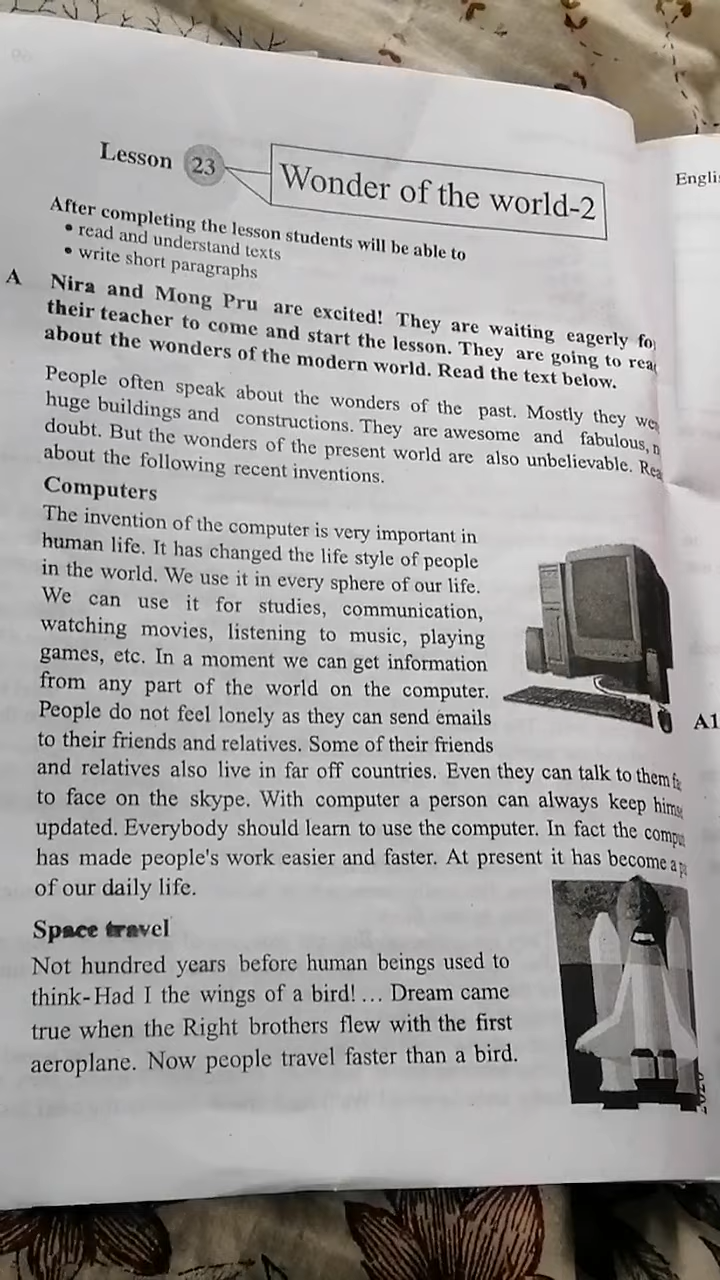 Lesson 23
Wonder of the world-2
Englis
After completing the lesson students will be able to
• read and understand texts
• write short paragraphs
A Nira and Mong Pru are excited! They are waiting eagerly fo
their teacher to come and start the lesson. They are going to rea
about the wonders of the modern world. Read the text below.
People often speak about the wonders of the past. Mostly they wer
huge buildings and constructions. They are awesome and fabulous, n
doubt. But the wonders of the present world are also unbelievable. Rea
about the following recent inventions.
Computers
The invention of the computer is very important in
human life. It has changed the life style of people
in the world. We use it in every sphere of our life.
We can use it for studies, communication,
watching movies, listening to music, playing
games, etc. In a moment we can get information
from any part of the world on the computer.
People do not feel lonely as they can send emails
A1
to their friends and relatives. Some of their friends
and relatives also live in far off countries. Even they can talk to them fa
to face on the skype. With computer a person can always keep himse
updated. Everybody should learn to use the computer. In fact the comput
has made people's work easier and faster. At present it has become a p
of our daily life.
Space travel
Not hundred years before human beings used to
think-Had I the wings of a bird! ... Dream came
true when the Right brothers flew with the first
aeroplane. Now people travel faster than a bird.
2020